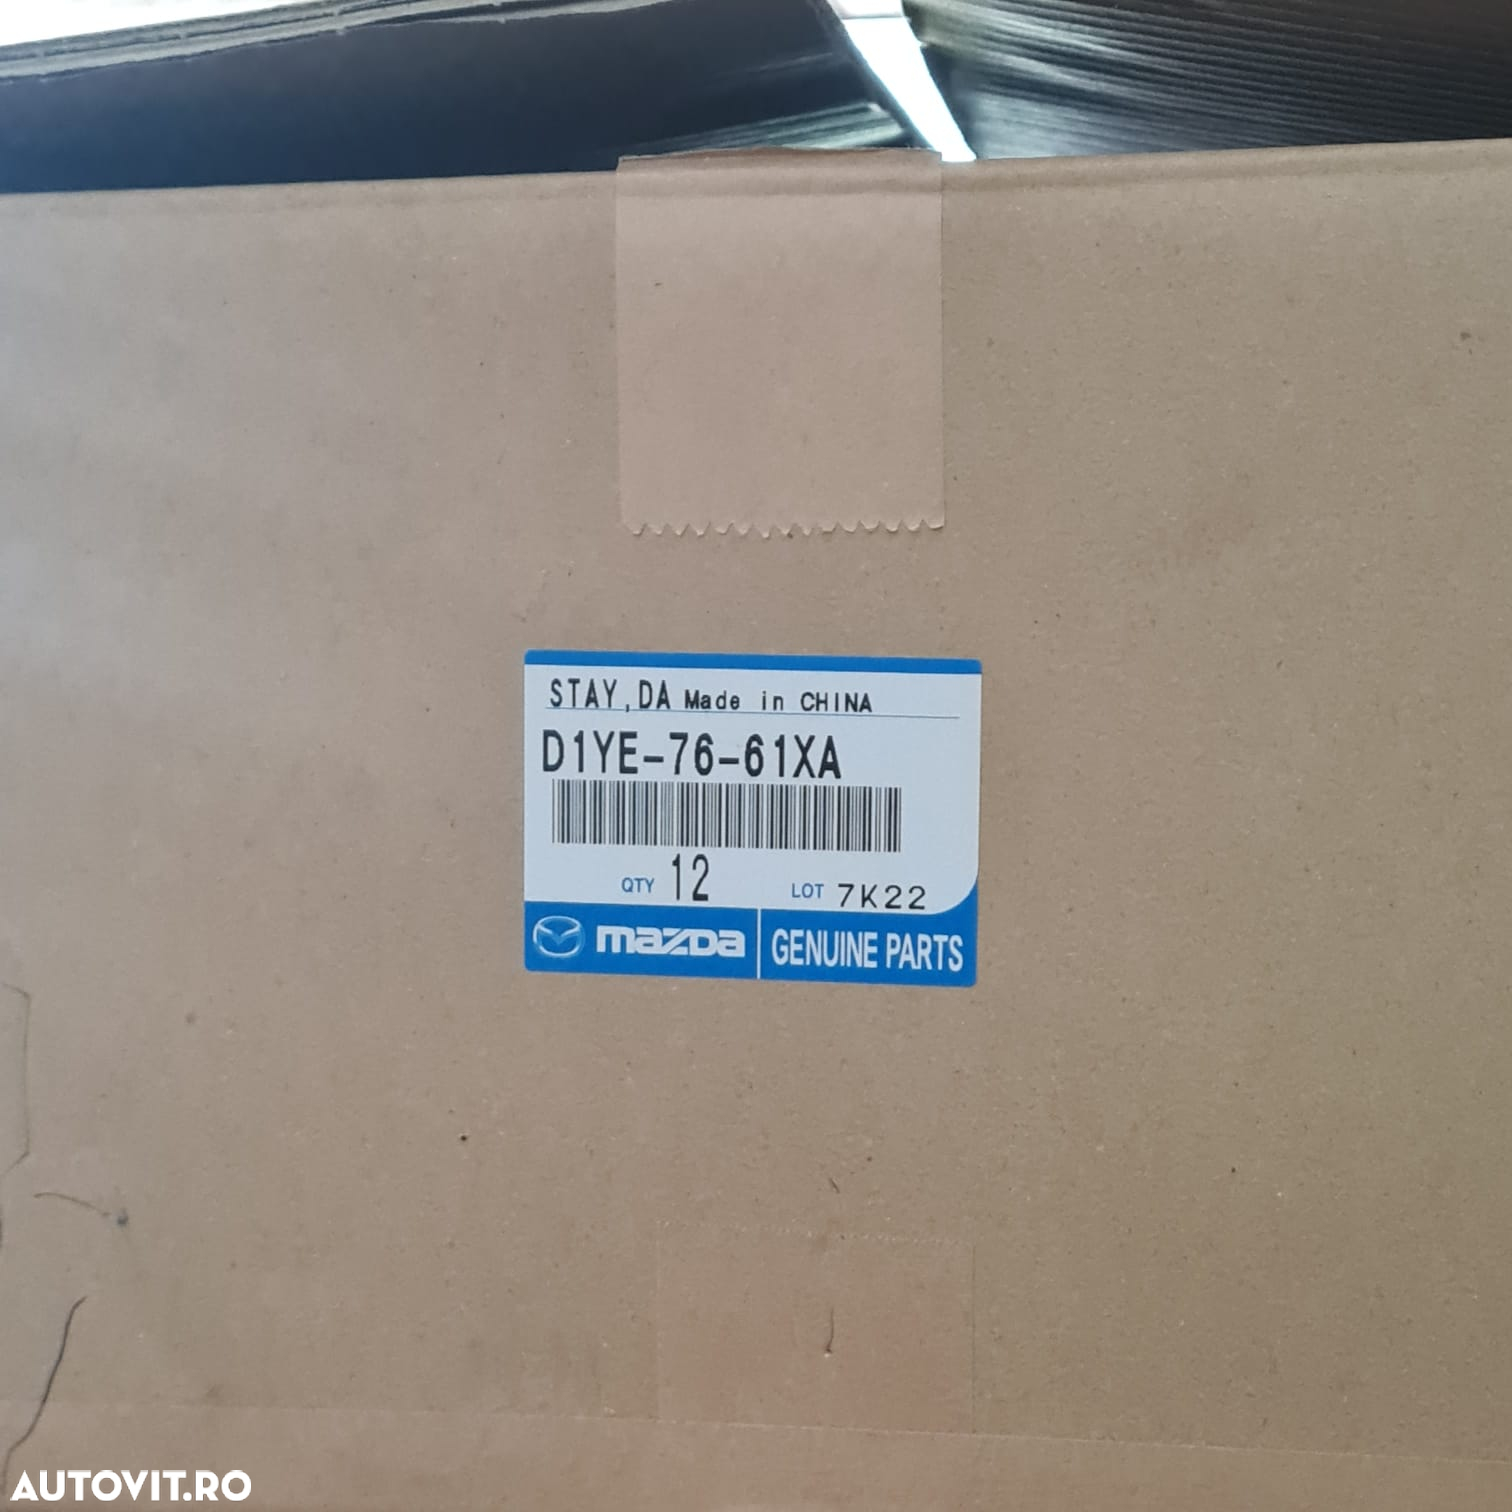 STAY,DA Made in CHINA
D1YE-76-61XA
QTY 12 LOT 7K22
mazda GENUINE PARTS
AUTOVIT.RO